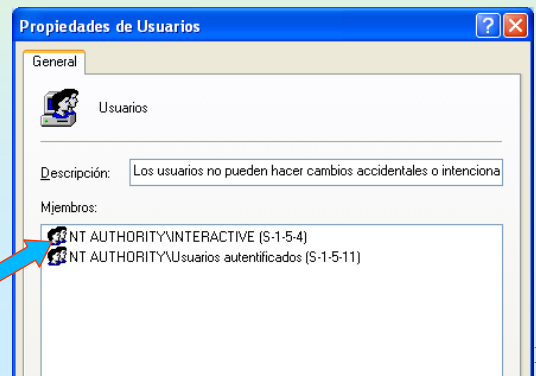 Propiedades de Usuarios
General
Usuarios
Descripción: Los usuarios no pueden hacer cambios accidentales o intenciona
Miembros:
NT AUTHORITY\INTERACTIVE (S-1-5-4)
NT AUTHORITY\Usuarios autentificados (S-1-5-11)